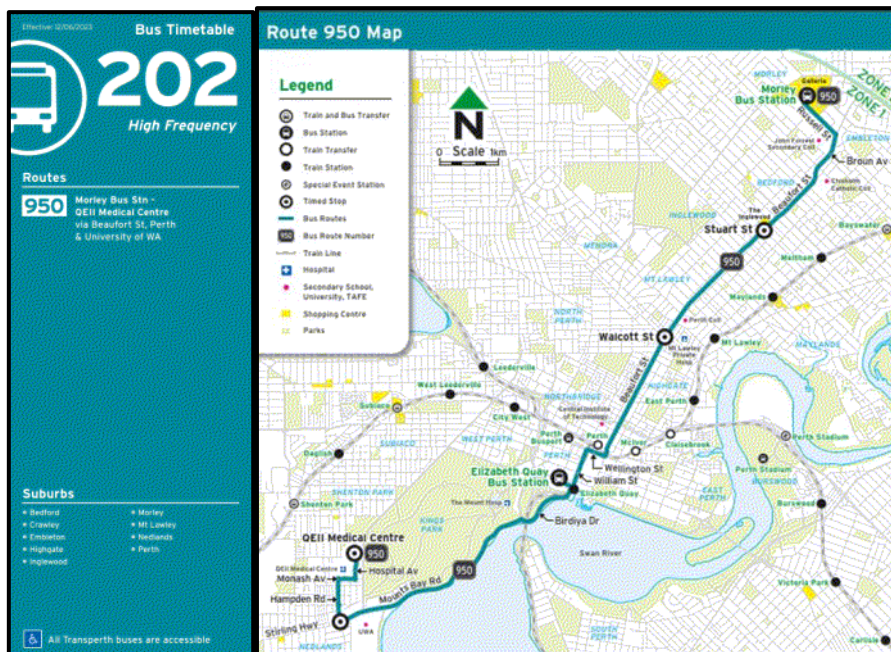 Effective: 12/06/2023
Bus Timetable
202
High Frequency
Routes
950
Morley Bus Stn -
QEII Medical Centre
via Beaufort St, Perth
& University of WA
Suburbs
Bedford
Crawley
Embleton
Highgate
Inglewood
Morley
Mt Lawley
Nedlands
Perth
All Transperth buses are accessible
Route 950 Map
Legend
Train and Bus Transfer
Bus Station
Train Transfer
Train Station
Special Event Station
Timed Stop
Bus Routes
950
Bus Route Number
Train Line
Hospital
Secondary School,
University, TAFE
Shopping Centre
Parks
N
0 Scale 1km
MORLEY
Galleria
Morley
Bus Station
950
ZONE 1
Russell St
EMBLETON
John Forrest
Secondary Coll
Broun Av
Chisholm
Catholic Coll
BEDFORD
Beaufort St
The
Inglewood
INGLEWOOD
Stuart St
Bayswater
MENORA
950
Meltham
MT LAWLEY
Maylands
NORTH
PERTH
Perth Coll
Walcott St
Mt Lawley
Private
Hosp
Mt Lawley
MAYLANDS
Beaufort St
HIGHGATE
Leederville
West Leederville
NORTHBRIDGE
East Perth
Subiaco
City West
Central Institute
of Technology
Perth
Busport
Perth
McIver
Claisebrook
Perth Stadium
SUBIACO
WEST PERTH
PERTH
Daglish
Wellington St
William St
Elizabeth Quay
Bus Station
Perth Stadium
BURSWOOD
SHENTON PARK
Elizabeth Quay
EAST
PERTH
Burswood
Shenton Park
The Mount Hosp
KINGS
PARK
Birdiya Dr
QEII Medical Centre
950
Swan River
QEII Medical Centre
Hospital Av
Monash Av
950
Mounts Bay Rd
Hampden Rd
Victoria Park
Stirling Hwy
UWA
NEDLANDS
SOUTH
PERTH
Carlisle